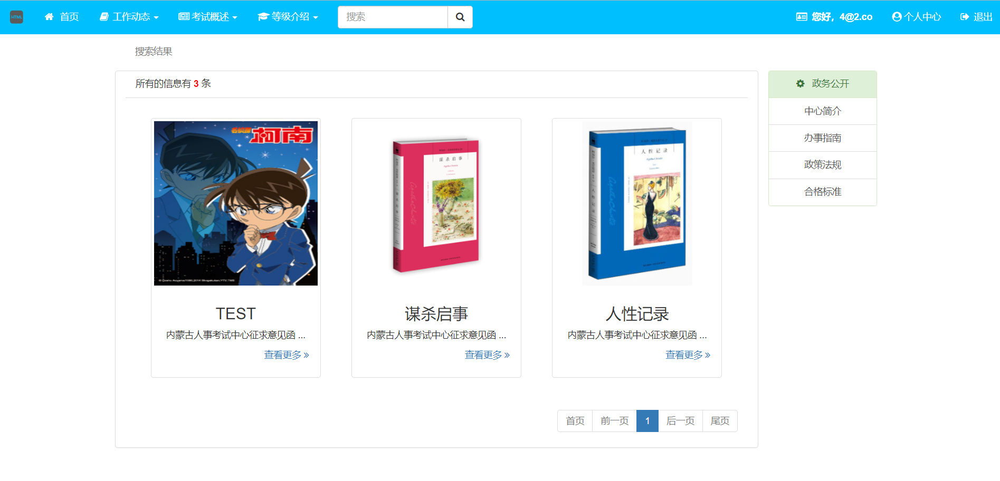 HTML 首页 工作动态 考试概述 等级介绍 搜索 您好，4@2.co 个人中心 退出
搜索结果
所有的信息有 3 条
名侦探
柯南
谋杀启事
Agatha Christie
人性记录
Agatha Christie
TEST
内蒙古人事考试中心征求意见函 ...
查看更多 »
谋杀启事
内蒙古人事考试中心征求意见函 ...
查看更多 »
人性记录
内蒙古人事考试中心征求意见函 ...
查看更多 »
首页 前一页 1 后一页 尾页
政务公开
中心简介
办事指南
政策法规
合格标准